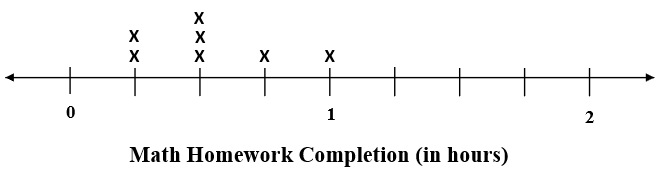 X
X X
X X X X
0 1 2
Math Homework Completion (in hours)